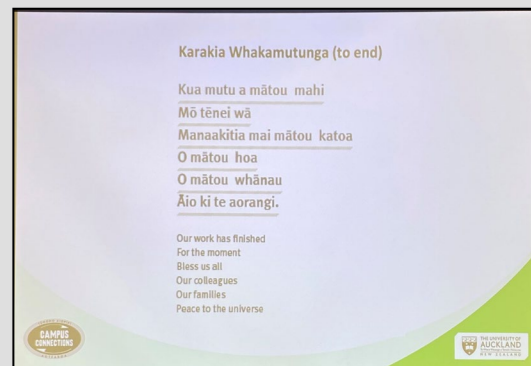 Karakia Whakamutunga (to end)
Kua mutu a mātou mahi
Mō tēnei wā
Manaakitia mai mātou katoa
O mātou hoa
O mātou whānau
Āio ki te aorangi.
Our work has finished
For the moment
Bless us all
Our colleagues
Our families
Peace to the universe
CAMPUS
CONNECTIONS
THE UNIVERSITY OF
AUCKLAND
NEW ZEALAND